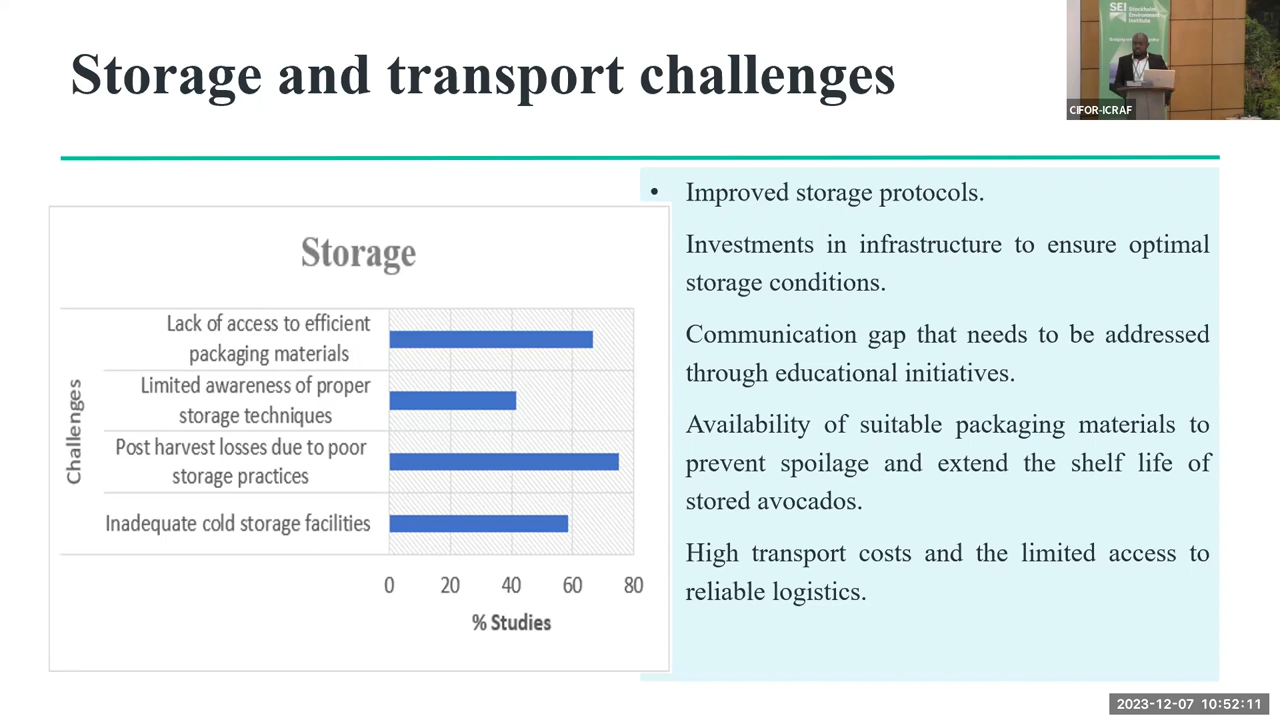 Storage and transport challenges
SEI Stockholm
Environment
Institute
CIFOR-ICRAF
Storage
Challenges
Lack of access to efficient
packaging materials
Limited awareness of proper
storage techniques
Post harvest losses due to poor
storage practices
Inadequate cold storage facilities
0 20 40 60 80
% Studies
• Improved storage protocols.
Investments in infrastructure to ensure optimal
storage conditions.
Communication gap that needs to be addressed
through educational initiatives.
Availability of suitable packaging materials to
prevent spoilage and extend the shelf life of
stored avocados.
High transport costs and the limited access to
reliable logistics.
2023-12-07 10:52:11